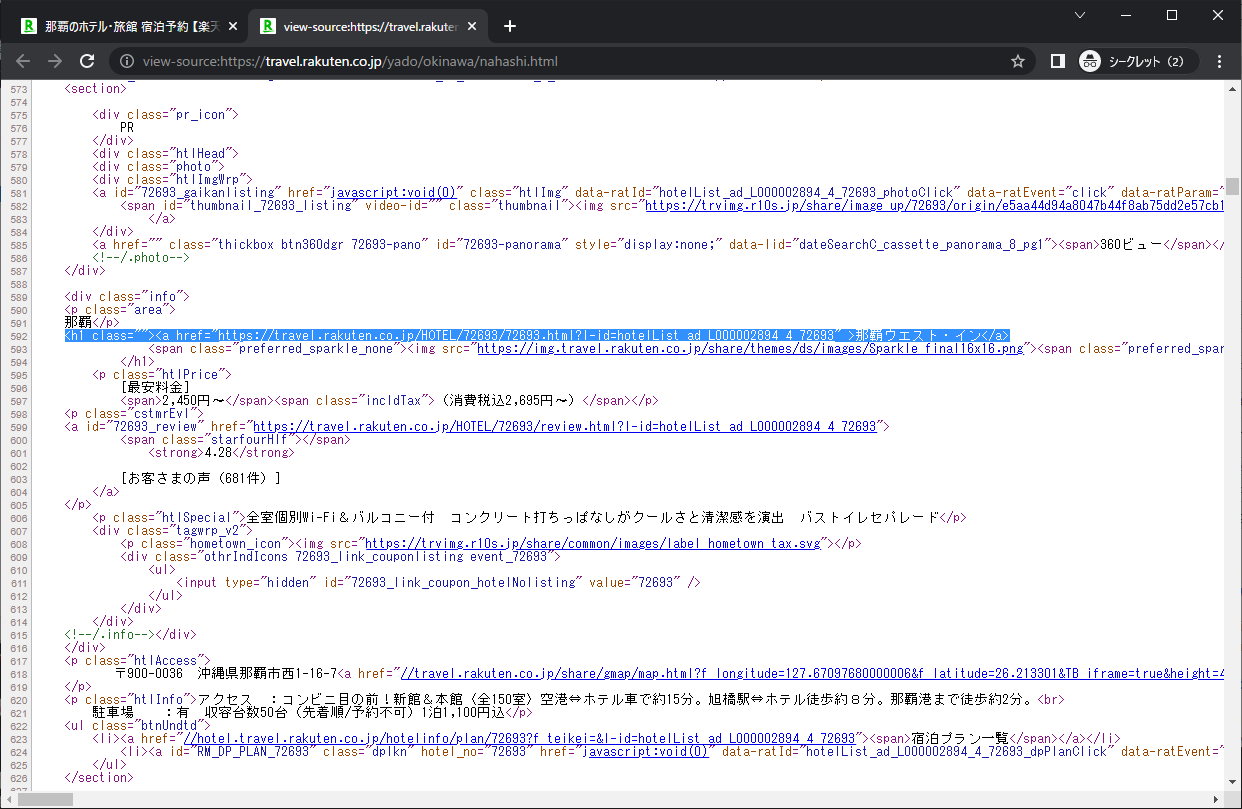 那覇のホテル・旅館 宿泊予約【楽天
view-source:https://travel.rakuten
view-source:https://travel.rakuten.co.jp/yado/okinawa/nahashi.html
シークレット (2)
573 <section>
574
575 <div class="pr_icon">
576 PR
577 </div>
578 <div class="htlHead">
579 <div class="photo">
580 <div class="htlImgWrp">
581 <a id="72693_gaikanlisting" href="javascript:void(0)" class="htlImg" data-ratId="hotelList_ad_L000002894_4_72693_photoClick" data-ratEvent="click" data-ratParam="
582 <span id="thumbnail_72693_listing" video-id="" class="thumbnail"><img src="https://trvimg.r10s.jp/share/image_up/72693/origin/e5aa44d94a8047b44f8ab75dd2e57cb1
583 </a>
584 </div>
585 <a href="" class="thickbox btn360dgr 72693-pano" id="72693-panorama" style="display:none;" data-lid="dateSearchC_cassette_panorama_8_pg1"><span>360ビュー</span></
586 <!--/.photo-->
587 </div>
588
589 <div class="info">
590 <p class="area">
591 那覇</p>
592 <h1 class=""><a href="https://travel.rakuten.co.jp/HOTEL/72693/72693.html?l-id=hotelList_ad_L000002894_4_72693" >那覇ウエスト・イン</a>
593 <span class="preferred_sparkle_none"><img src="https://img.travel.rakuten.co.jp/share/themes/ds/images/Sparkle_final16x16.png"><span class="preferred_spar
594 </h1>
595 <p class="htlPrice">
596 [最安料金]
597 <span>2,450円～</span><span class="incldTax">（消費税込2,695円～）</span></p>
598 <p class="cstmrEvl">
599 <a id="72693_review" href="https://travel.rakuten.co.jp/HOTEL/72693/review.html?l-id=hotelList_ad_L000002894_4_72693">
600 <span class="starfourHlf"></span>
601 <strong>4.28</strong>
602
603 [お客さまの声（681件）]
604 </a>
605 </p>
606 <p class="htlSpecial">全室個別Wi-Fi＆バルコニー付　コンクリート打ちっぱなしがクールさと清潔感を演出　バストイレセパレード</p>
607 <div class="tagwrp_v2">
608 <p class="hometown_icon"><img src="https://trvimg.r10s.jp/share/common/images/label_hometown_tax.svg"></p>
609 <div class="othrIndIcons 72693_link_couponlisting event_72693">
610 <ul>
611 <input type="hidden" id="72693_link_coupon_hotelNolisting" value="72693" />
612 </ul>
613 </div>
614 </div>
615 <!--/.info--></div>
616 </div>
617 <p class="htlAccess">
618 〒900-0036　沖縄県那覇市西1-16-7<a href="//travel.rakuten.co.jp/share/gmap/map.html?f_longitude=127.67097680000006&f_latitude=26.213301&TB_iframe=true&height=4
619 </p>
620 <p class="htlInfo">アクセス　：コンビニ目の前！新館＆本館〈全150室〉空港⇔ホテル車で約15分。旭橋駅⇔ホテル徒歩約８分。那覇港まで徒歩約2分。<br>
621 駐車場　　：有　収容台数50台（先着順/予約不可）1泊1,100円込</p>
622 <ul class="btnUndtd">
623 <li><a href="//hotel.travel.rakuten.co.jp/hotelinfo/plan/72693?f_teikei=&l-id=hotelList_ad_L000002894_4_72693"><span>宿泊プラン一覧</span></a></li>
624 <li><a id="RM_DP_PLAN_72693" class="dplkn" hotel_no="72693" href="javascript:void(0)" data-ratId="hotelList_ad_L000002894_4_72693_dpPlanClick" data-ratEvent="
625 </ul>
626 </section>